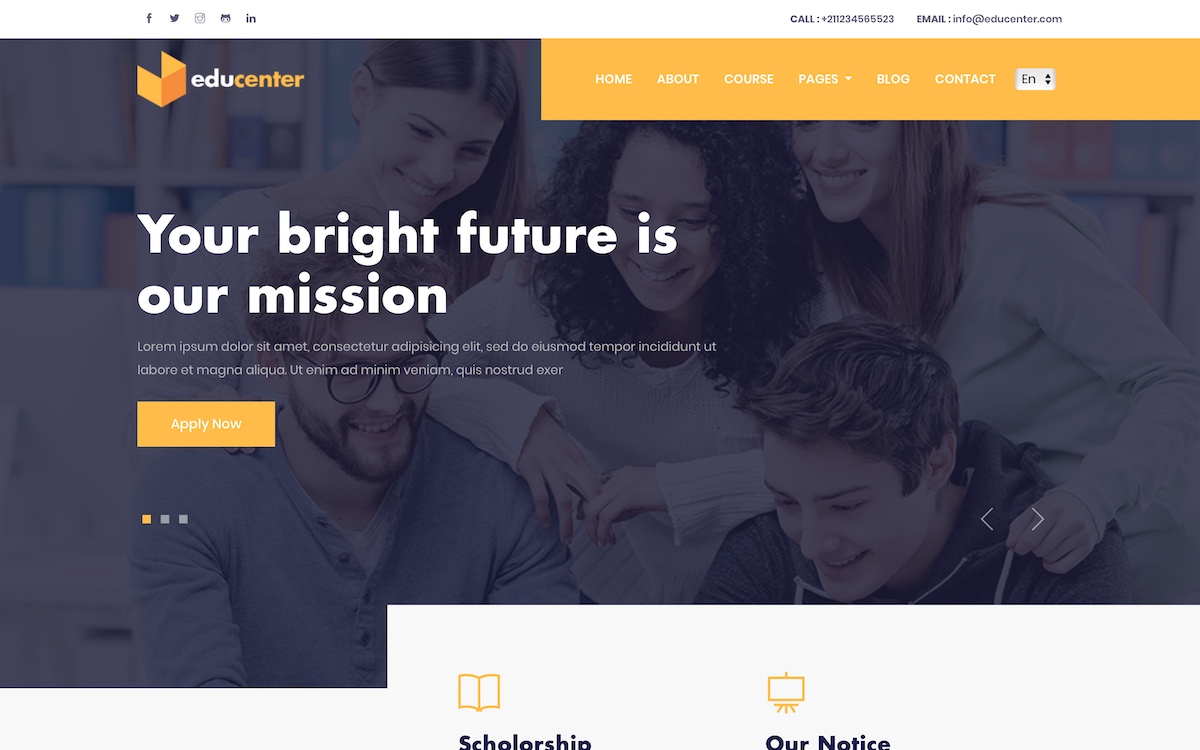 CALL : +211234565523 EMAIL : info@educenter.com
educenter
HOME ABOUT COURSE PAGES BLOG CONTACT En
Your bright future is
our mission
Lorem ipsum dolor sit amet, consectetur adipisicing elit, sed do eiusmod tempor incididunt ut
labore et magna aliqua. Ut enim ad minim veniam, quis nostrud exer
Apply Now
Scholorship Our Notice